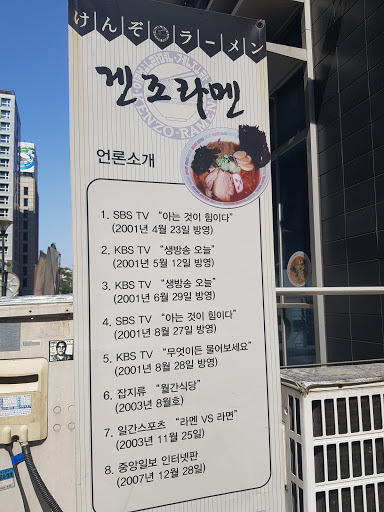 けんぞラーメン
겐조라멘
KENZO-RAMEN
언론소개
1. SBS TV "아는 것이 힘이다"
(2001년 4월 23일 방영)
2. KBS TV "생방송 오늘"
(2001년 5월 12일 방영)
3. KBS TV "생방송 오늘"
(2001년 6월 29일 방영)
4. SBS TV "아는 것이 힘이다"
(2001년 8월 27일 방영)
5. KBS TV "무엇이든 물어보세요"
(2001년 8월 28일 방영)
6. 잡지류 "월간식당"
(2003년 8월호)
7. 일간스포츠 "라멘 VS 라면"
(2003년 11월 25일)
8. 중앙일보 인터넷판
(2007년 12월 28일)